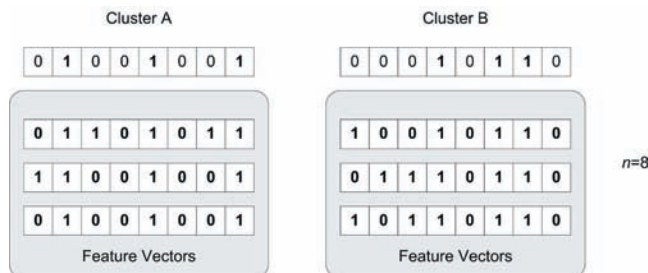 Cluster A
Cluster B
0 1 0 0 1 0 0 1
0 0 0 1 0 1 1 0
0 1 1 0 1 0 1 1
1 0 0 1 0 1 1 0
1 1 0 0 1 0 0 1
0 1 1 1 0 1 1 0
n=8
0 1 0 0 1 0 0 1
1 0 1 1 0 1 1 0
Feature Vectors
Feature Vectors